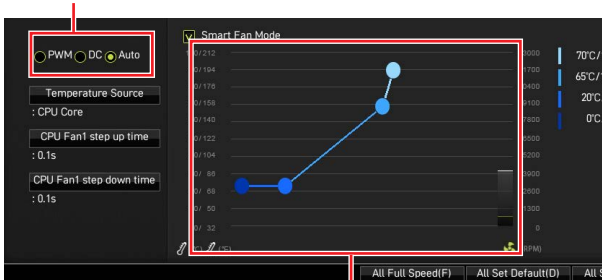 Smart Fan Mode
PWM DC Auto
Temperature Source
: CPU Core
CPU Fan1 step up time
: 0.1s
CPU Fan1 step down time
: 0.1s
0/212
0/194
0/176
0/158
0/140
0/122
0/104
0/ 86
0/ 68
0/ 50
0/ 32
(°F)
3000
1700
0400
9100
7800
6500
5200
3900
2600
1300
0
(RPM)
70°C/
65°C/
20°C
0°C
All Full Speed(F)
All Set Default(D)
All S